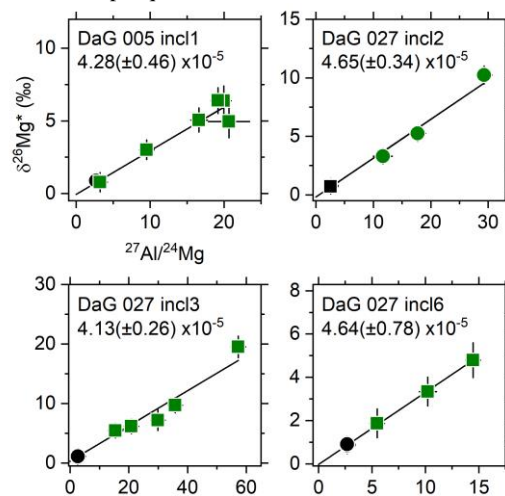 DaG 005 incl1
4.28(±0.46) x10-5
10
5
0
0 10 20
δ26Mg* (‰)
27Al/24Mg
DaG 027 incl2
4.65(±0.34) x10-5
15
10
5
0
0 10 20 30
DaG 027 incl3
4.13(±0.26) x10-5
30
20
10
0
0 20 40 60
DaG 027 incl6
4.64(±0.78) x10-5
8
6
4
2
0
0 5 10 15